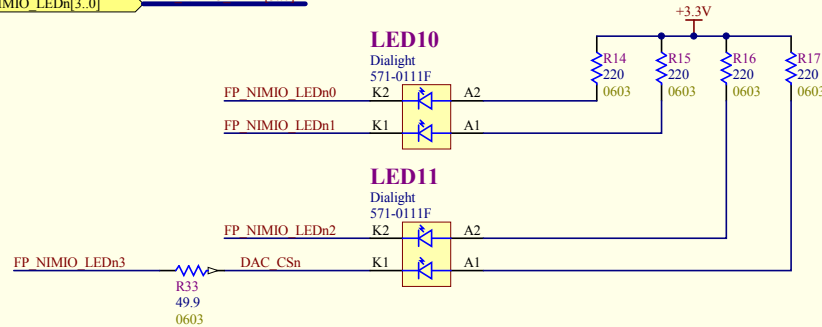 NIMIO_LEDn[3..0]
+3.3V
LED10
Dialight
571-0111F
R14
220
0603
R15
220
0603
R16
220
0603
R17
220
0603
FP_NIMIO_LEDn0 K2 A2
FP_NIMIO_LEDn1 K1 A1
LED11
Dialight
571-0111F
FP_NIMIO_LEDn2 K2 A2
FP_NIMIO_LEDn3 DAC_CSn K1 A1
R33
49.9
0603